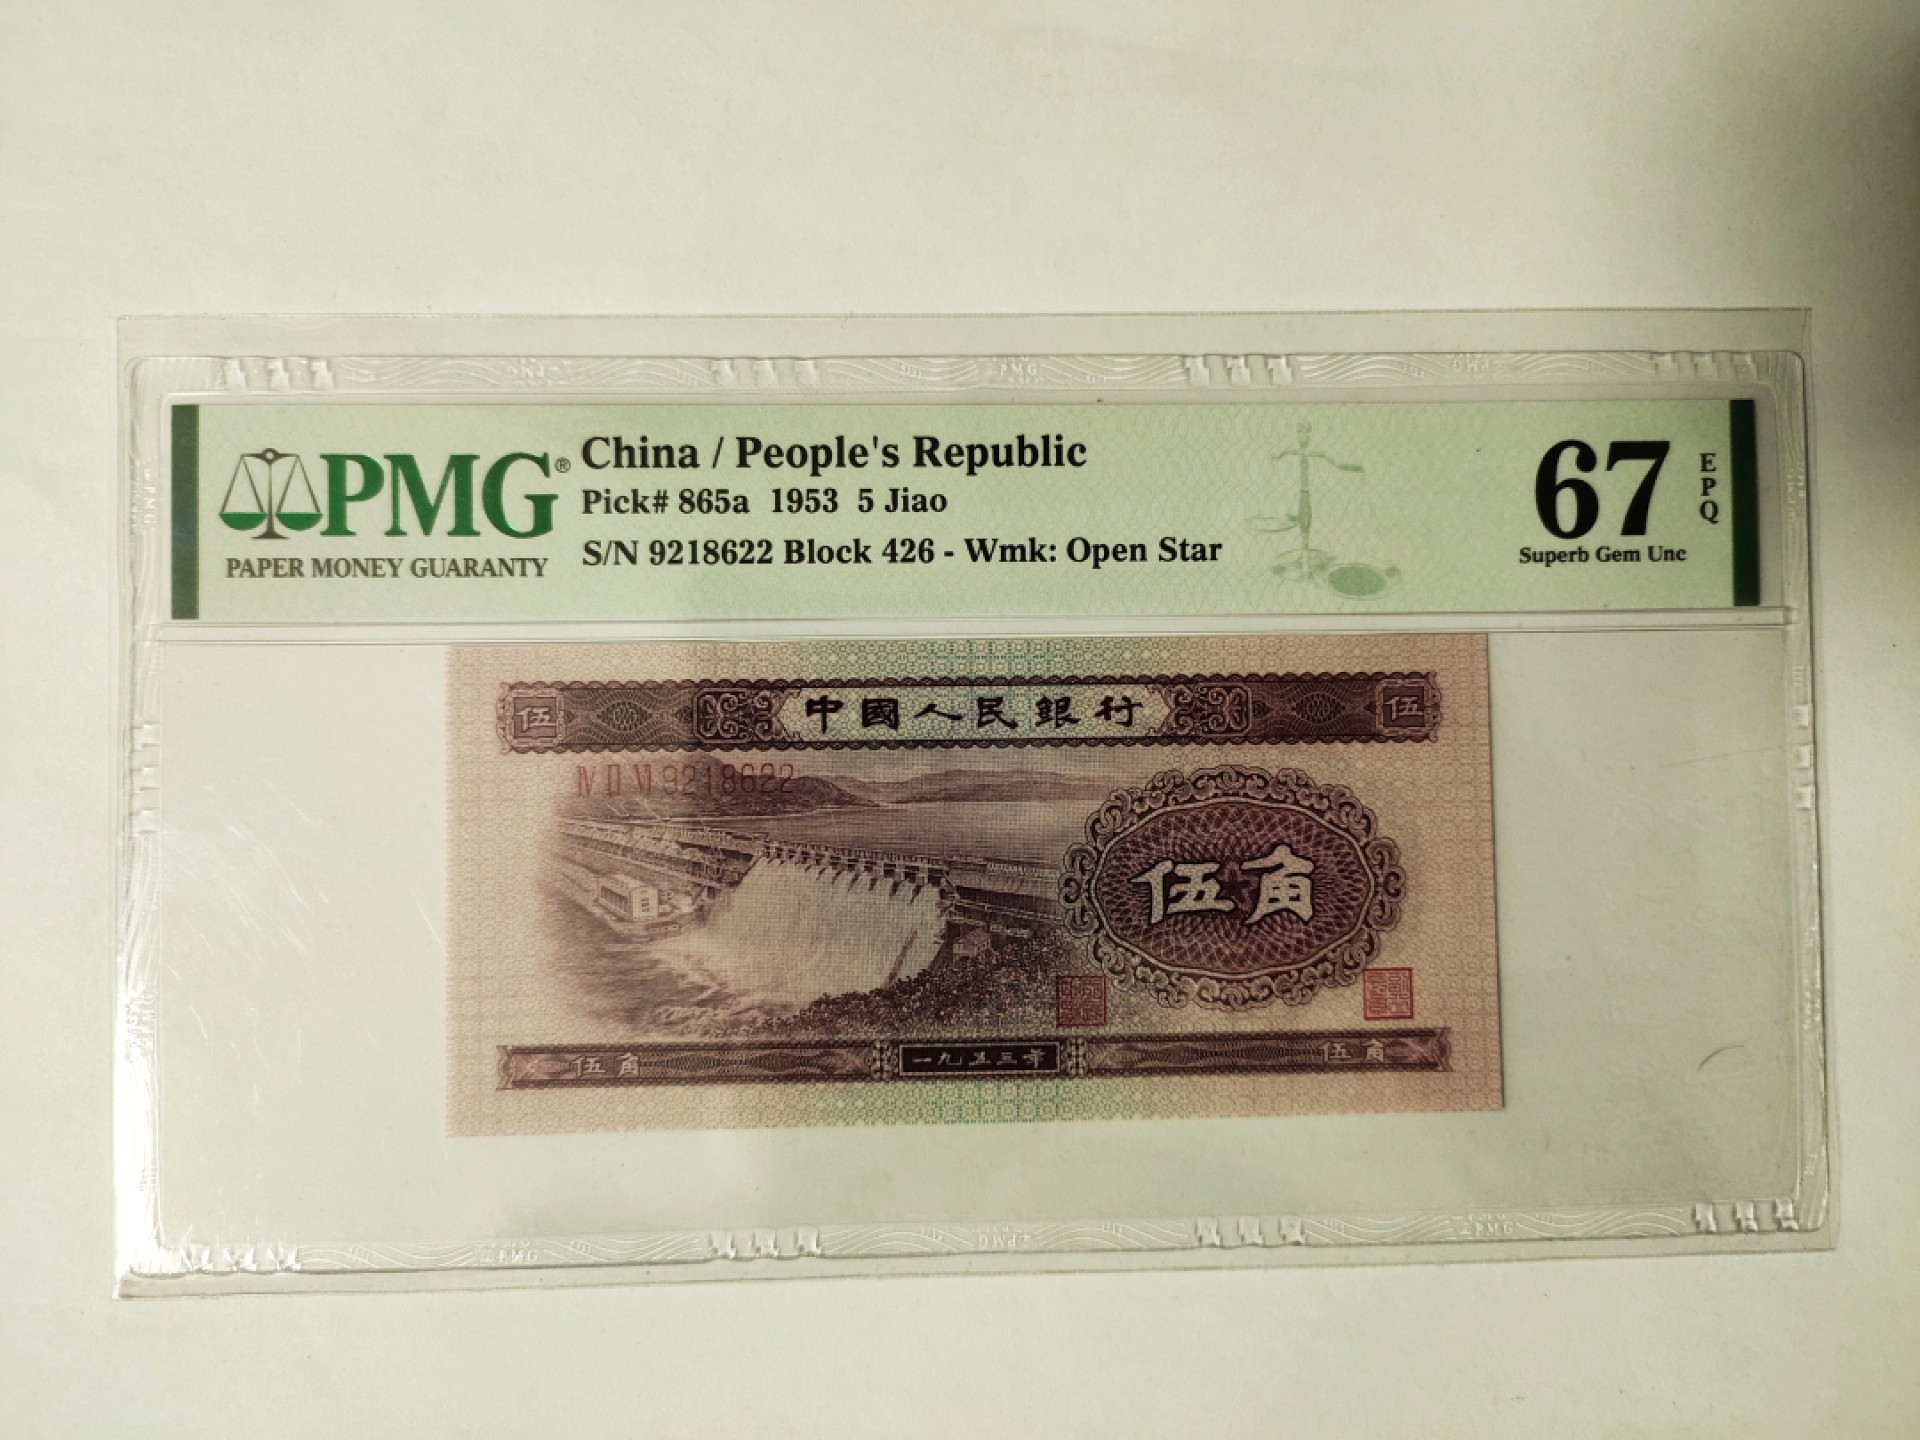 PMG®
PAPER MONEY GUARANTY
China / People's Republic
Pick# 865a 1953 5 Jiao
S/N 9218622 Block 426 - Wmk: Open Star
67
EPQ
Superb Gem Unc
伍 中國人民銀行 伍
Ⅳ Ⅱ Ⅵ 9218622
伍角
伍角 一九五三年 伍角